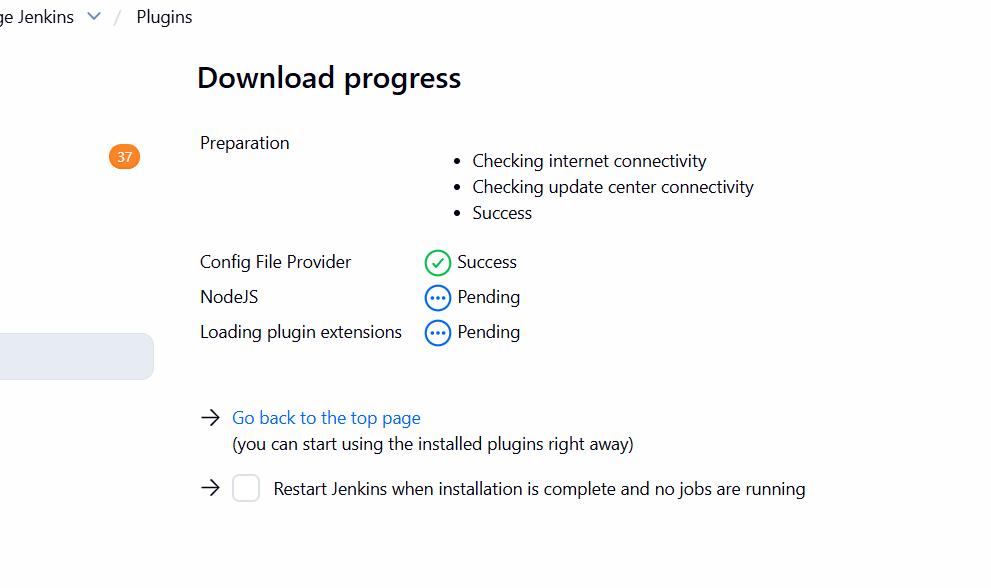 ge Jenkins / Plugins
Download progress
37
Preparation
Checking internet connectivity
Checking update center connectivity
Success
Config File Provider Success
NodeJS Pending
Loading plugin extensions Pending
Go back to the top page
(you can start using the installed plugins right away)
Restart Jenkins when installation is complete and no jobs are running